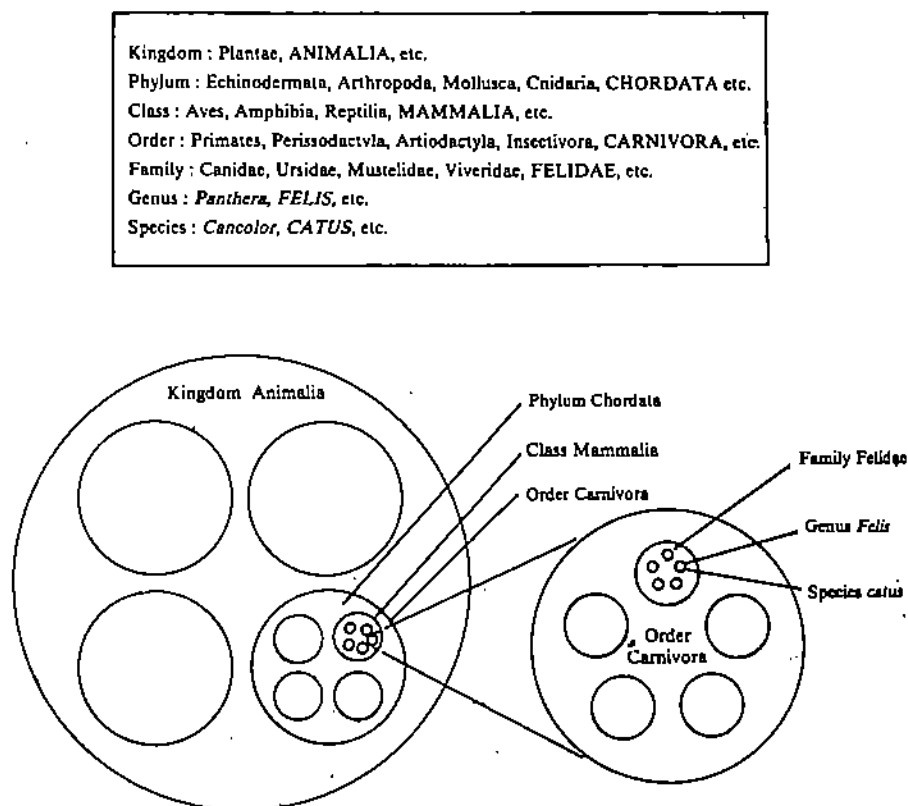 Kingdom : Plantae, ANIMALIA, etc.
Phylum : Echinodermata, Arthropoda, Mollusca, Cnidaria, CHORDATA etc.
Class : Aves, Amphibia, Reptilia, MAMMALIA, etc.
Order : Primates, Perissodactyla, Artiodactyla, Insectivora, CARNIVORA, etc.
Family : Canidae, Ursidae, Mustelidae, Viveridae, FELIDAE, etc.
Genus : Panthera, FELIS, etc.
Species : Cancolor, CATUS, etc.
Kingdom Animalia
Phylum Chordata
Class Mammalia
Order Carnivora
Family Felidae
Genus Felis
Species catus
Order
Carnivora